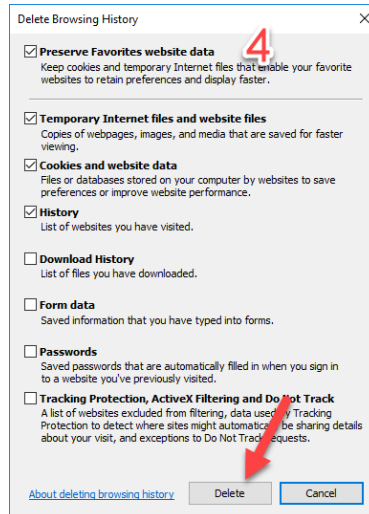 Delete Browsing History
4
Preserve Favorites website data
Keep cookies and temporary Internet files that enable your favorite
websites to retain preferences and display faster.
Temporary Internet files and website files
Copies of webpages, images, and media that are saved for faster
viewing.
Cookies and website data
Files or databases stored on your computer by websites to save
preferences or improve website performance.
History
List of websites you have visited.
Download History
List of files you have downloaded.
Form data
Saved information that you have typed into forms.
Passwords
Saved passwords that are automatically filled in when you sign in
to a website you've previously visited.
Tracking Protection, ActiveX Filtering and Do Not Track
A list of websites excluded from filtering, data used by Tracking
Protection to detect where sites might automatically be sharing details
about your visit, and exceptions to Do Not Track requests.
About deleting browsing history
Delete
Cancel